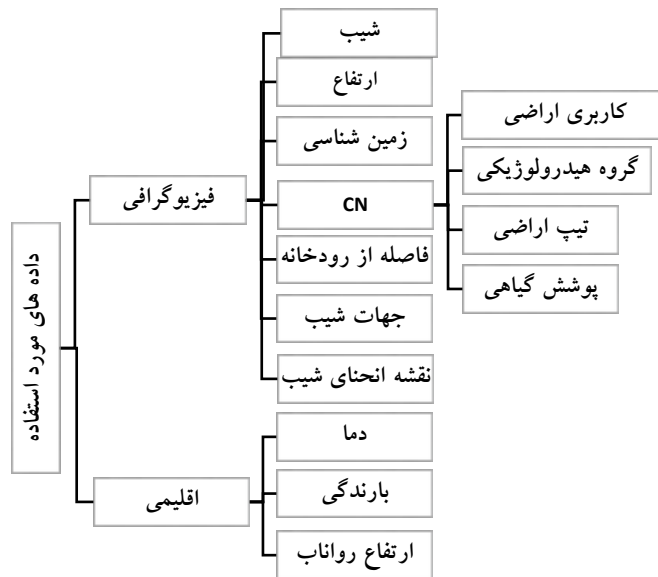 داده های مورد استفاده
فیزیوگرافی
شیب
ارتفاع
زمین شناسی
CN
کاربری اراضی
گروه هیدرولوژیکی
تیپ اراضی
پوشش گیاهی
فاصله از رودخانه
جهات شیب
نقشه انحنای شیب
اقلیمی
دما
بارندگی
ارتفاع رواناب